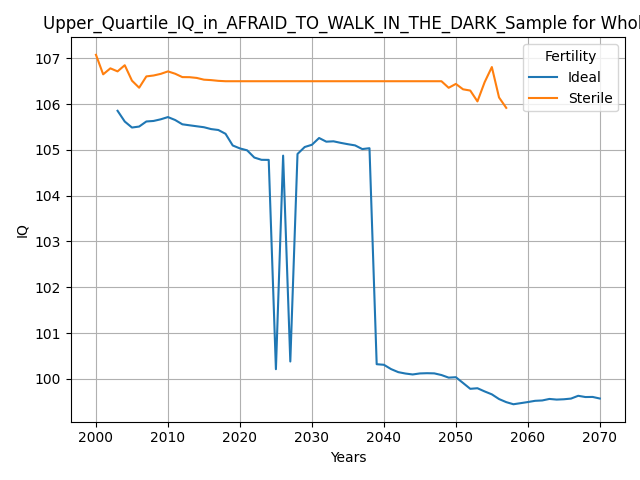 Upper_Quartile_IQ_in_AFRAID_TO_WALK_IN_THE_DARK_Sample for Whol
107
106
105
104
103
102
101
100
IQ
Fertility
Ideal
Sterile
2000 2010 2020 2030 2040 2050 2060 2070
Years